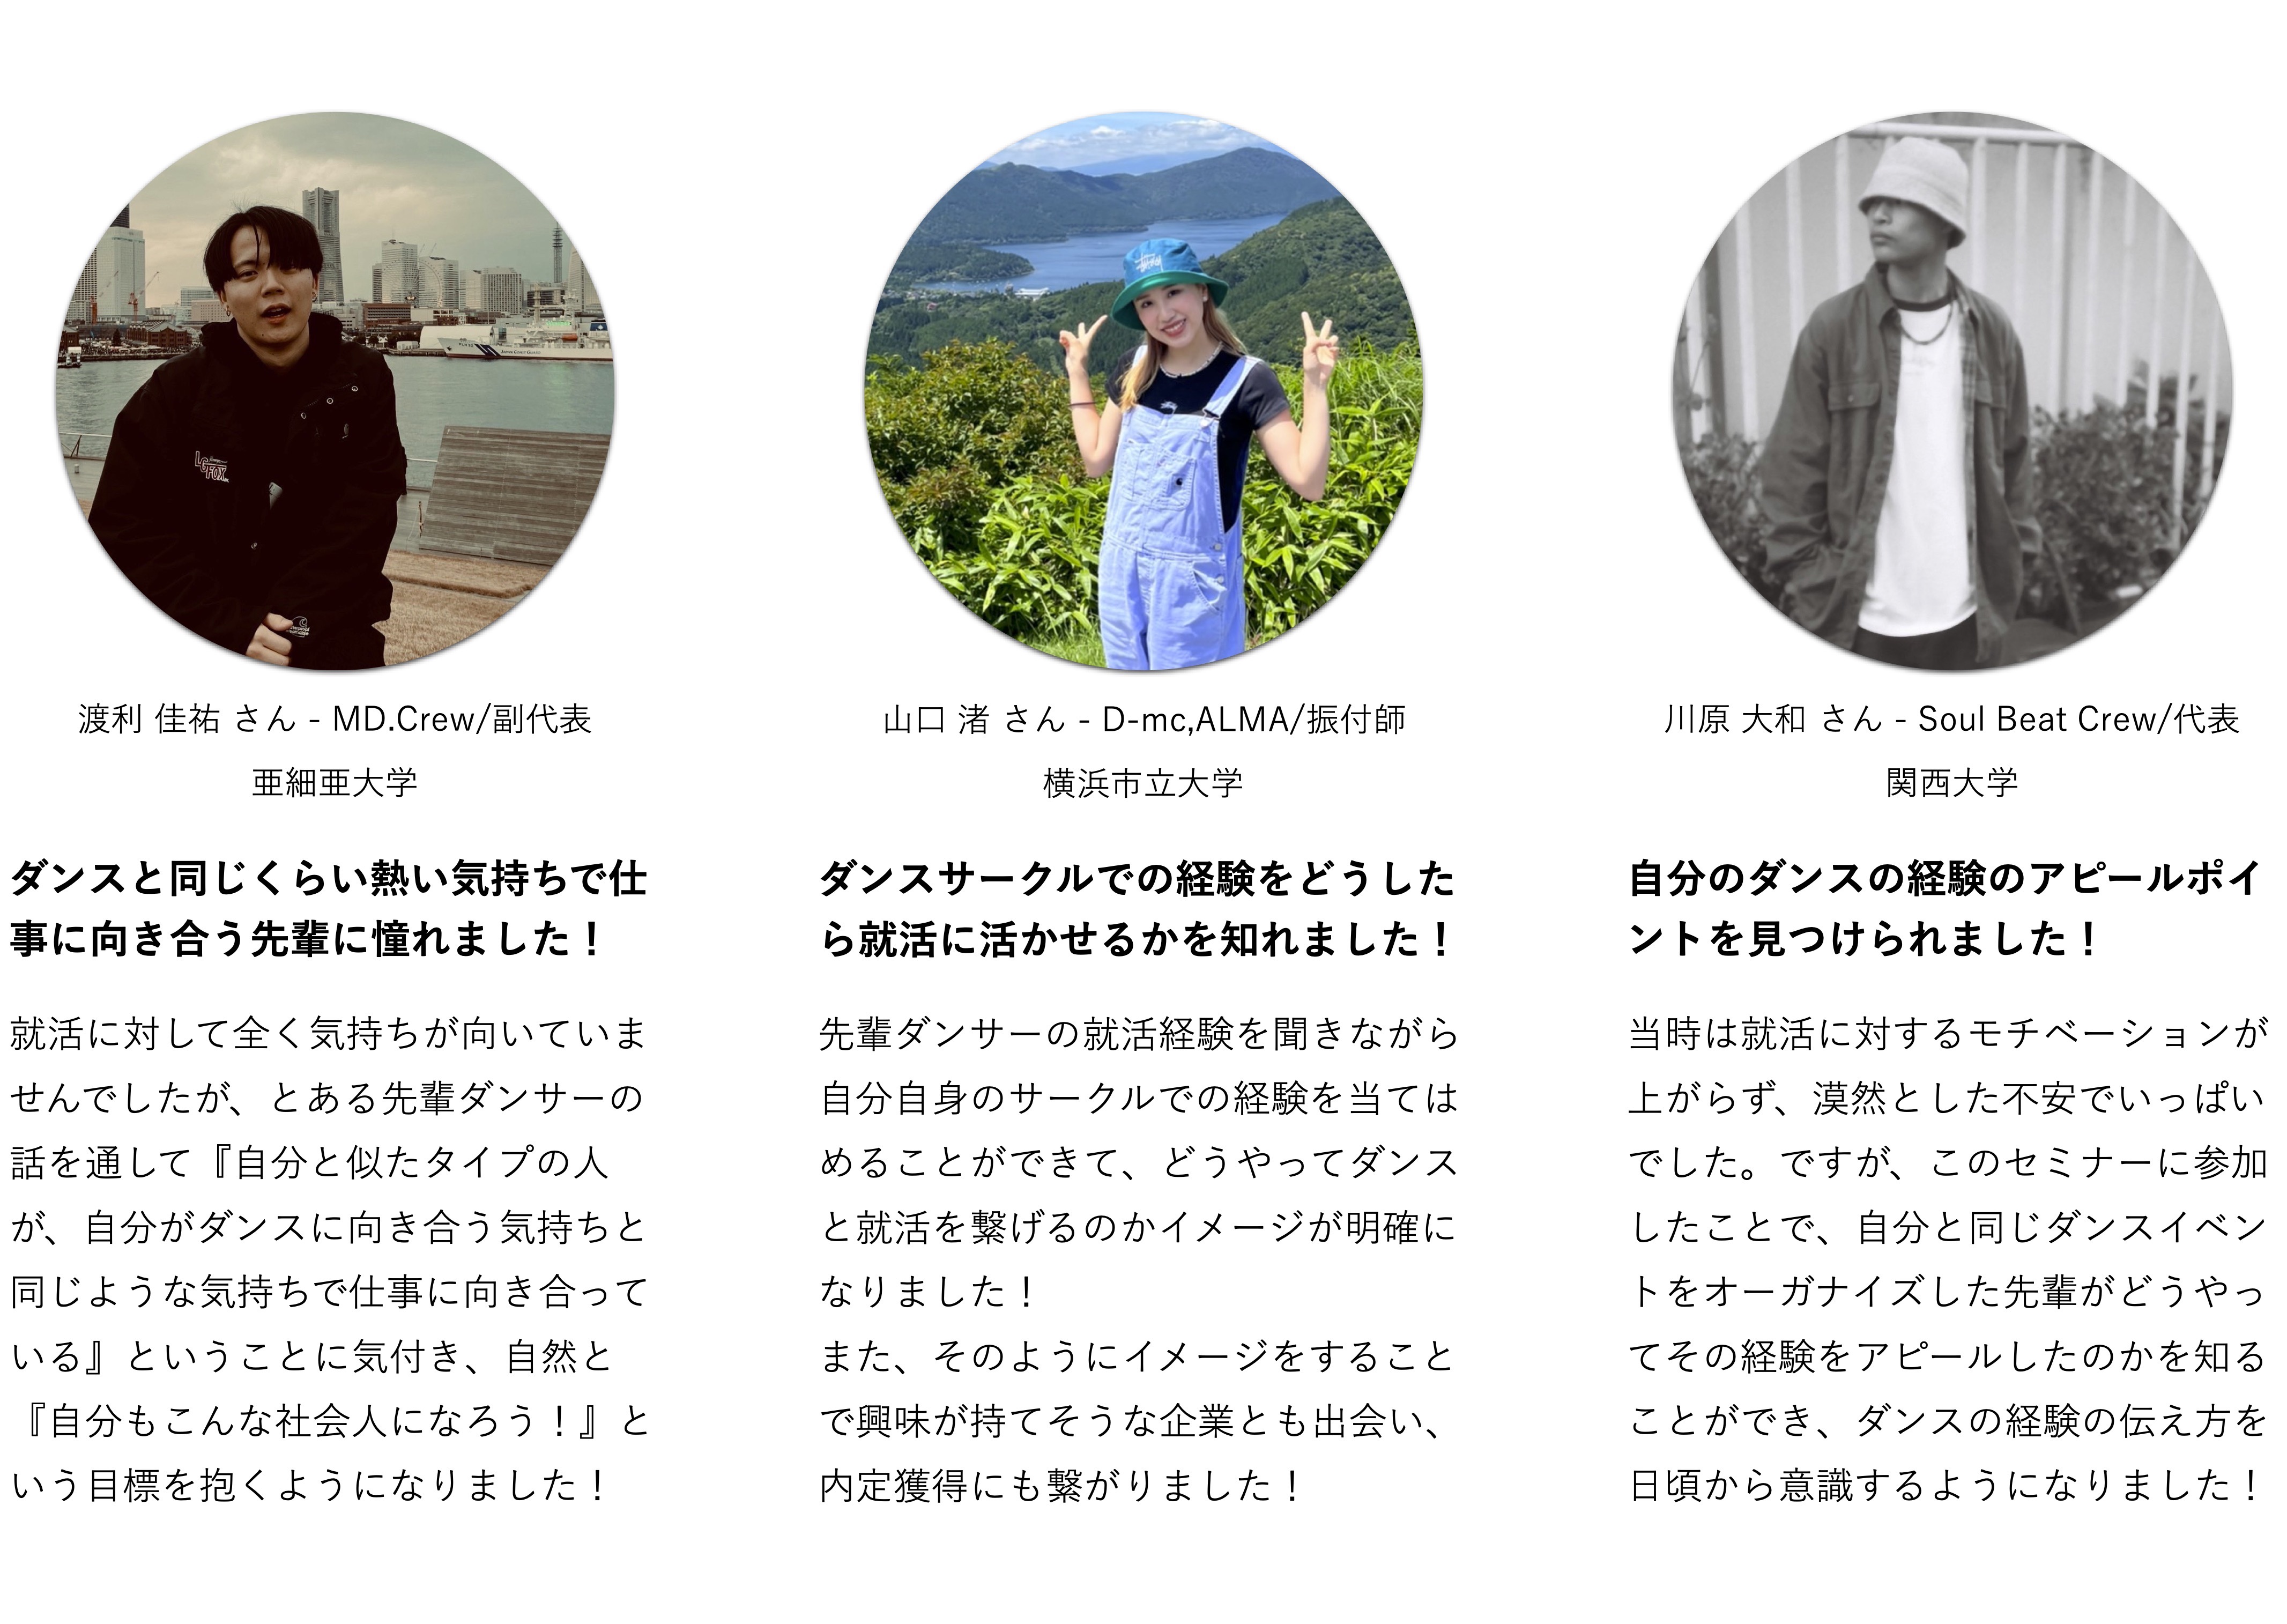 渡利 佳祐 さん - MD.Crew/副代表
亜細亜大学
ダンスと同じくらい熱い気持ちで仕
事に向き合う先輩に憧れました！
就活に対して全く気持ちが向いていま
せんでしたが、とある先輩ダンサーの
話を通して『自分と似たタイプの人
が、自分がダンスに向き合う気持ちと
同じような気持ちで仕事に向き合って
いる』ということに気付き、自然と
『自分もこんな社会人になろう！』と
いう目標を抱くようになりました！
山口 渚 さん - D-mc,ALMA/振付師
横浜市立大学
ダンスサークルでの経験をどうした
ら就活に活かせるかを知れました！
先輩ダンサーの就活経験を聞きながら
自分自身のサークルでの経験を当ては
めることができて、どうやってダンス
と就活を繋げるのかイメージが明確に
なりました！
また、そのようにイメージをすること
で興味が持てそうな企業とも出会い、
内定獲得にも繋がりました！
川原 大和 さん - Soul Beat Crew/代表
関西大学
自分のダンスの経験のアピールポイ
ントを見つけられました！
当時は就活に対するモチベーションが
上がらず、漠然とした不安でいっぱい
でした。ですが、このセミナーに参加
したことで、自分と同じダンスイベン
トをオーガナイズした先輩がどうやっ
てその経験をアピールしたのかを知る
ことができ、ダンスの経験の伝え方を
日頃から意識するようになりました！